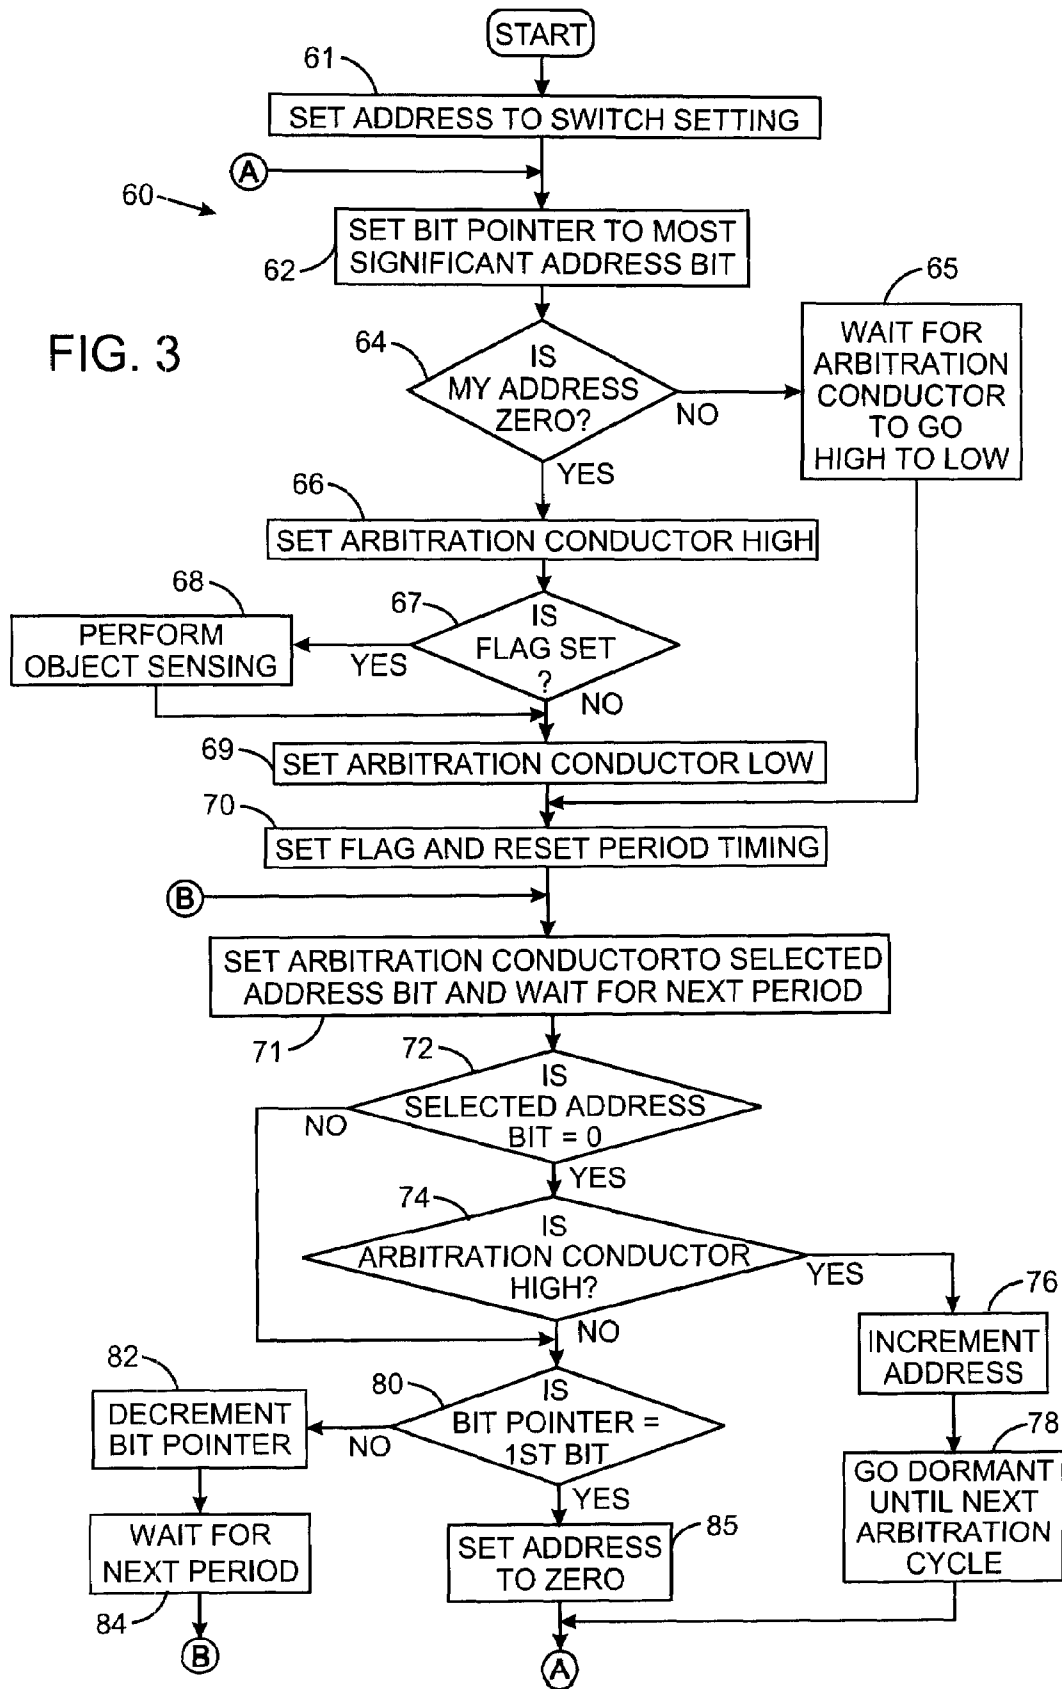 START
61
SET ADDRESS TO SWITCH SETTING
A
60
SET BIT POINTER TO MOST
SIGNIFICANT ADDRESS BIT
62
FIG. 3
64
IS
MY ADDRESS
ZERO?
NO
YES
65
WAIT FOR
ARBITRATION
CONDUCTOR
TO GO
HIGH TO LOW
66
SET ARBITRATION CONDUCTOR HIGH
68
PERFORM
OBJECT SENSING
67
IS
FLAG SET
?
YES
NO
69
SET ARBITRATION CONDUCTOR LOW
70
SET FLAG AND RESET PERIOD TIMING
B
SET ARBITRATION CONDUCTORTO SELECTED
ADDRESS BIT AND WAIT FOR NEXT PERIOD
71
72
IS
SELECTED ADDRESS
BIT = 0
NO
YES
74
IS
ARBITRATION CONDUCTOR
HIGH?
YES
NO
76
INCREMENT
ADDRESS
78
GO DORMANT
UNTIL NEXT
ARBITRATION
CYCLE
80
IS
BIT POINTER =
1ST BIT
NO
YES
82
DECREMENT
BIT POINTER
WAIT FOR
NEXT PERIOD
84
B
85
SET ADDRESS
TO ZERO
A